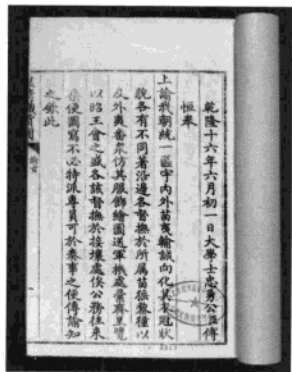 乾隆十六年六月初一日大學士忠勇公臣傅
恒奉
上諭我朝統一區宇內外苗夷輸誠向化其衣冠狀
貌各有不同著沿邊各督撫於所屬苗猺黎獞以
及外夷番衆仿其服飾繪圖送軍機處彙齊呈覽
以昭王會之盛各該督撫於接壤處俟公務往來
乘便圖寫不必特派專員可於奏事之便傳諭知
之欽此